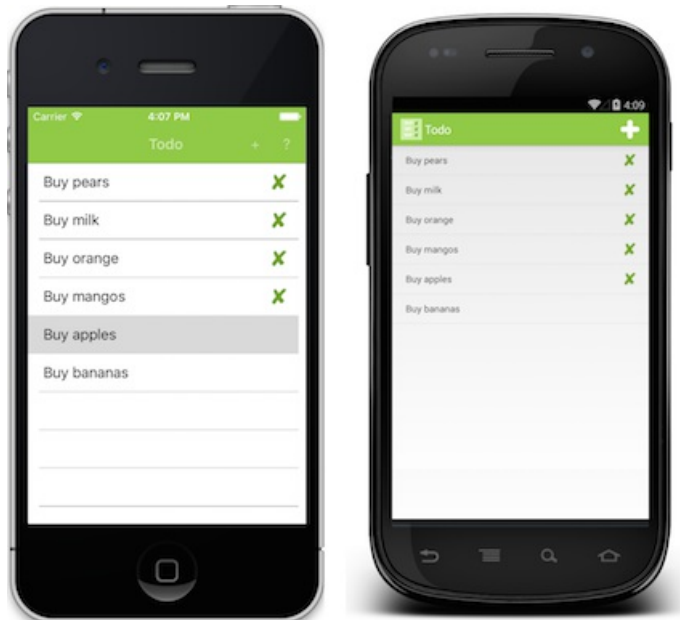 Carrier 4:07 PM
Todo + ?
Buy pears ✘
Buy milk ✘
Buy orange ✘
Buy mangos ✘
Buy apples
Buy bananas
4:09
Todo
Buy pears ✘
Buy milk ✘
Buy orange ✘
Buy mangos ✘
Buy apples ✘
Buy bananas